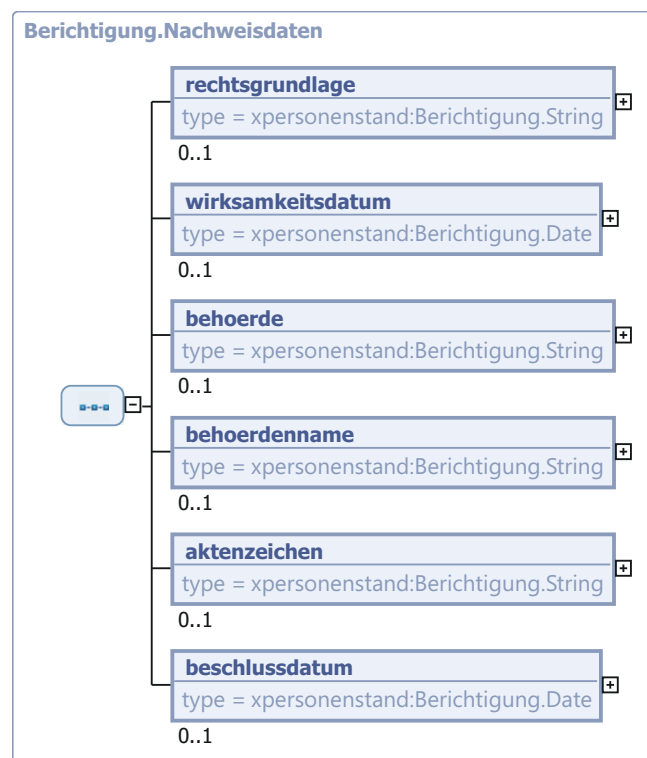 Berichtigung.Nachweisdaten
rechtsgrundlage
type = xpersonenstand:Berichtigung.String
0..1
wirksamkeitsdatum
type = xpersonenstand:Berichtigung.Date
0..1
behoerde
type = xpersonenstand:Berichtigung.String
0..1
behoerdenname
type = xpersonenstand:Berichtigung.String
0..1
aktenzeichen
type = xpersonenstand:Berichtigung.String
0..1
beschlussdatum
type = xpersonenstand:Berichtigung.Date
0..1